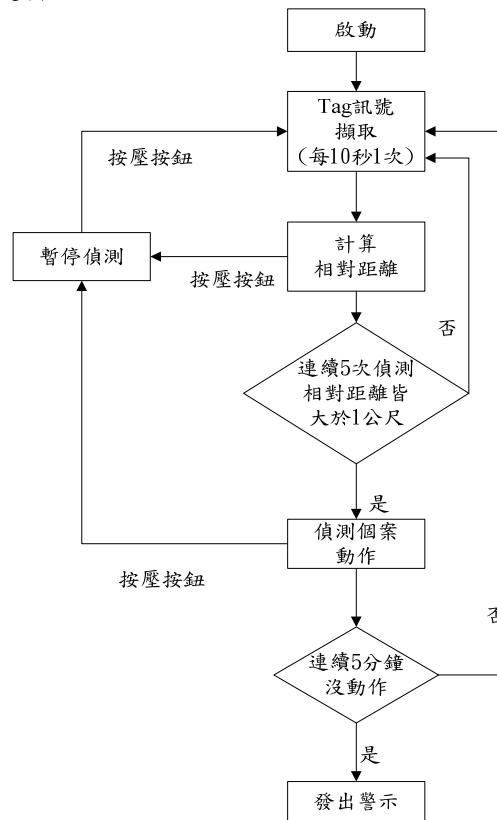 啟動
Tag訊號
擷取
(每10秒1次)
按壓按鈕
暫停偵測
計算
相對距離
按壓按鈕
否
連續5次偵測
相對距離皆
大於1公尺
是
偵測個案
動作
按壓按鈕
否
連續5分鐘
沒動作
是
發出警示